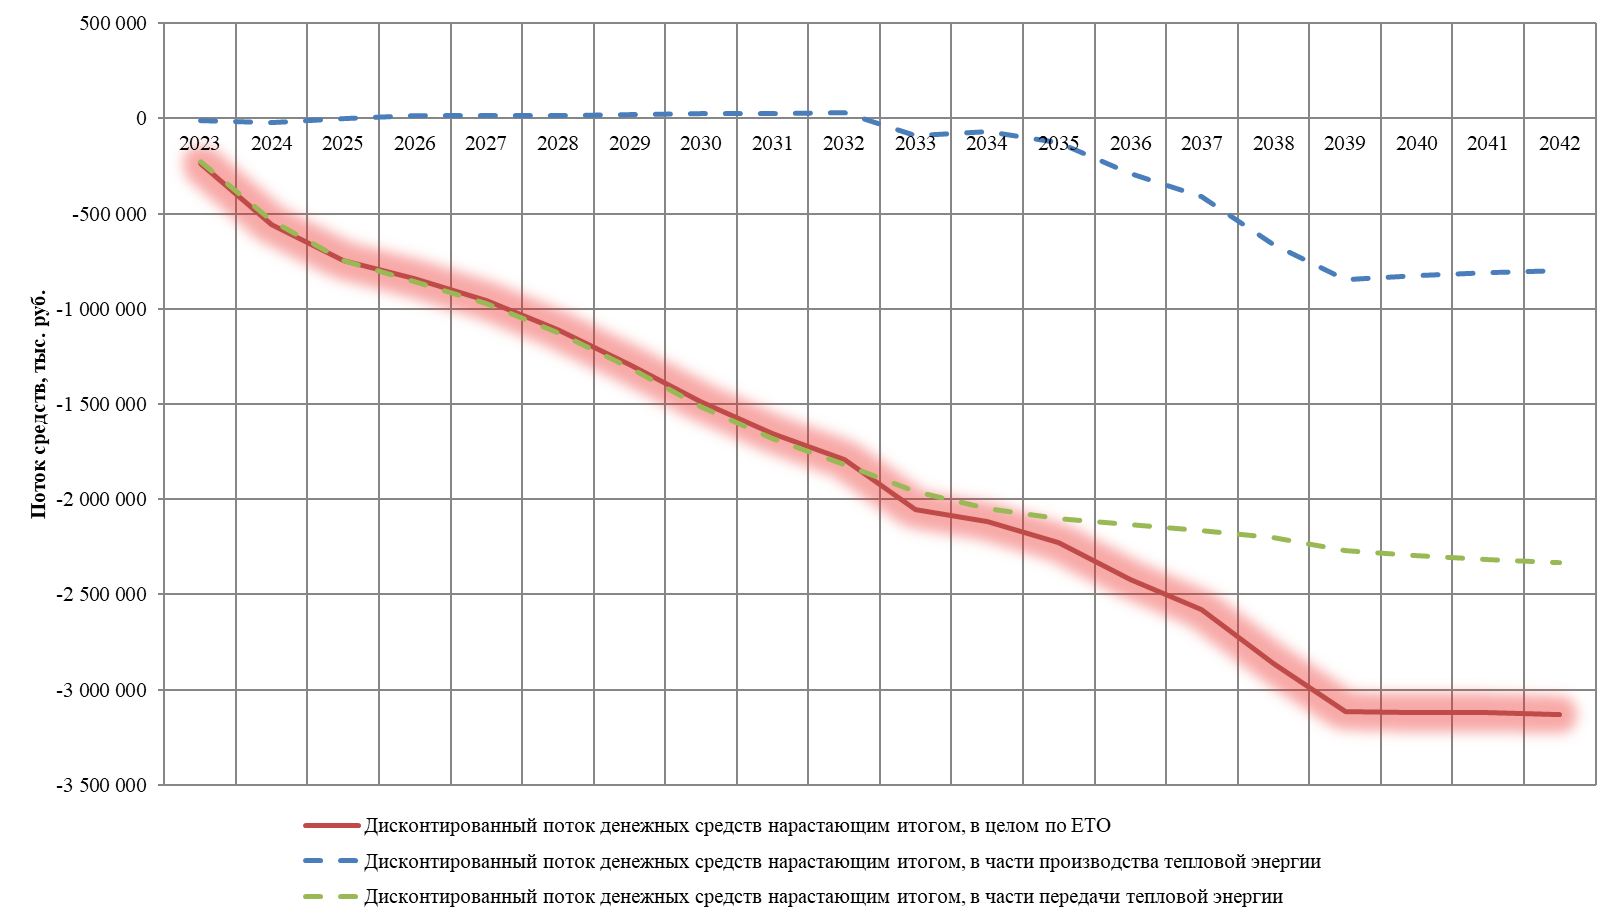 500 000
0
2023 2024 2025 2026 2027 2028 2029 2030 2031 2032 2033 2034 2035 2036 2037 2038 2039 2040 2041 2042
-500 000
-1 000 000
-1 500 000
-2 000 000
-2 500 000
-3 000 000
-3 500 000
Поток средств, тыс. руб.
Дисконтированный поток денежных средств нарастающим итогом, в целом по ЕТО
Дисконтированный поток денежных средств нарастающим итогом, в части производства тепловой энергии
Дисконтированный поток денежных средств нарастающим итогом, в части передачи тепловой энергии